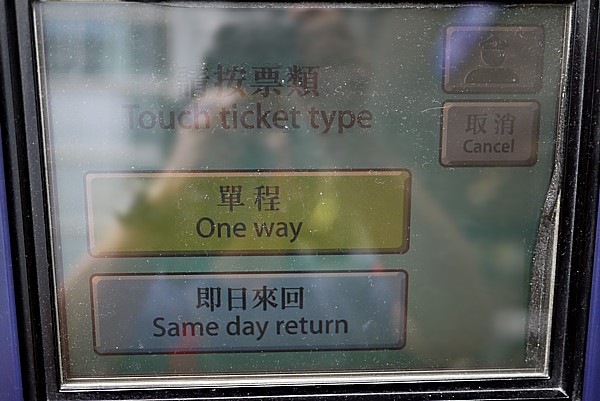 請按票類
Touch ticket type
取消
Cancel
單程
One way
即日來回
Same day return